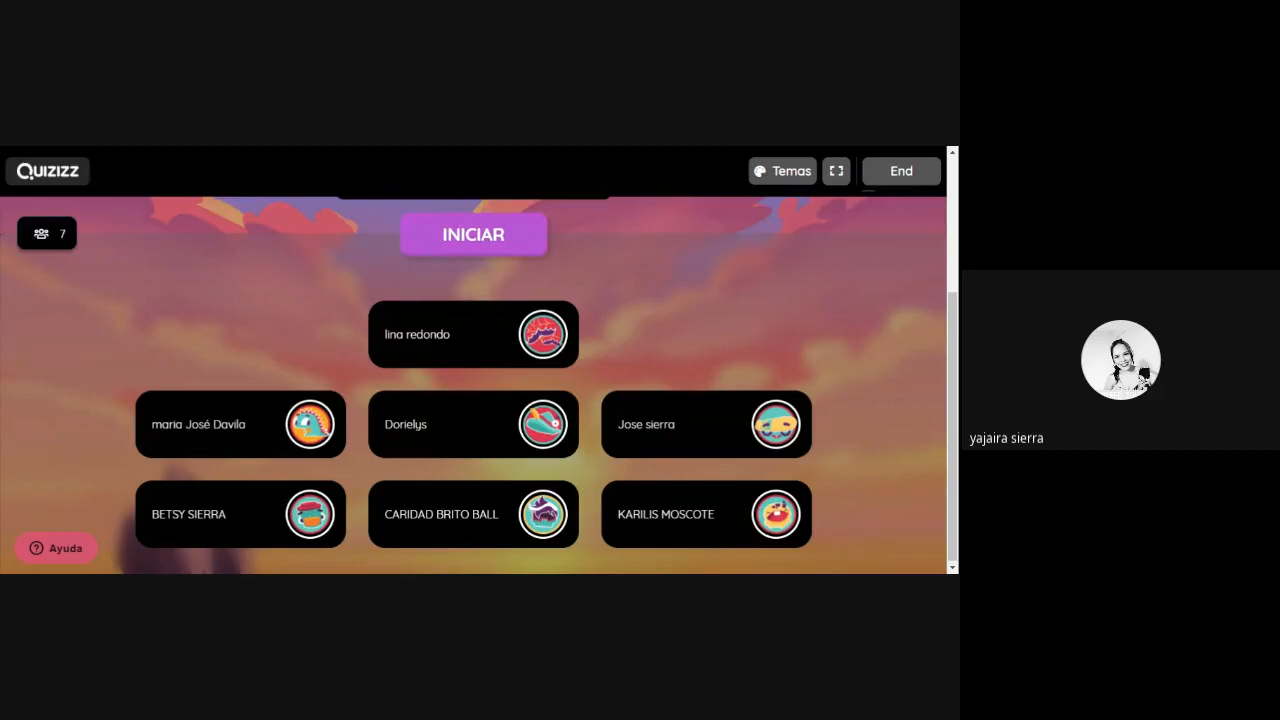 Quizizz
Temas
End
7
INICIAR
lina redondo
maria José Davila
Dorielys
Jose sierra
BETSY SIERRA
CARIDAD BRITO BALL
KARILIS MOSCOTE
Ayuda
yajaira sierra